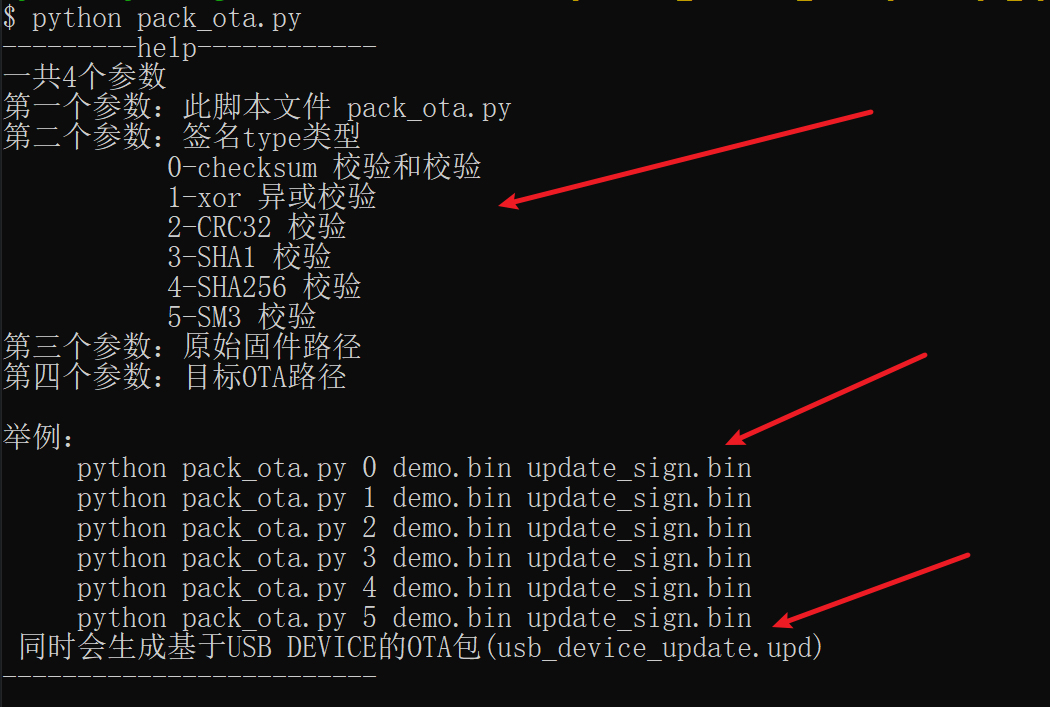 $ python pack_ota.py
---------help------------
一共4个参数
第一个参数：此脚本文件 pack_ota.py
第二个参数：签名type类型
0-checksum 校验和校验
1-xor 异或校验
2-CRC32 校验
3-SHA1 校验
4-SHA256 校验
5-SM3 校验
第三个参数：原始固件路径
第四个参数：目标OTA路径
举例：
python pack_ota.py 0 demo.bin update_sign.bin
python pack_ota.py 1 demo.bin update_sign.bin
python pack_ota.py 2 demo.bin update_sign.bin
python pack_ota.py 3 demo.bin update_sign.bin
python pack_ota.py 4 demo.bin update_sign.bin
python pack_ota.py 5 demo.bin update_sign.bin
同时会生成基于USB DEVICE的OTA包(usb_device_update.upd)
-------------------------